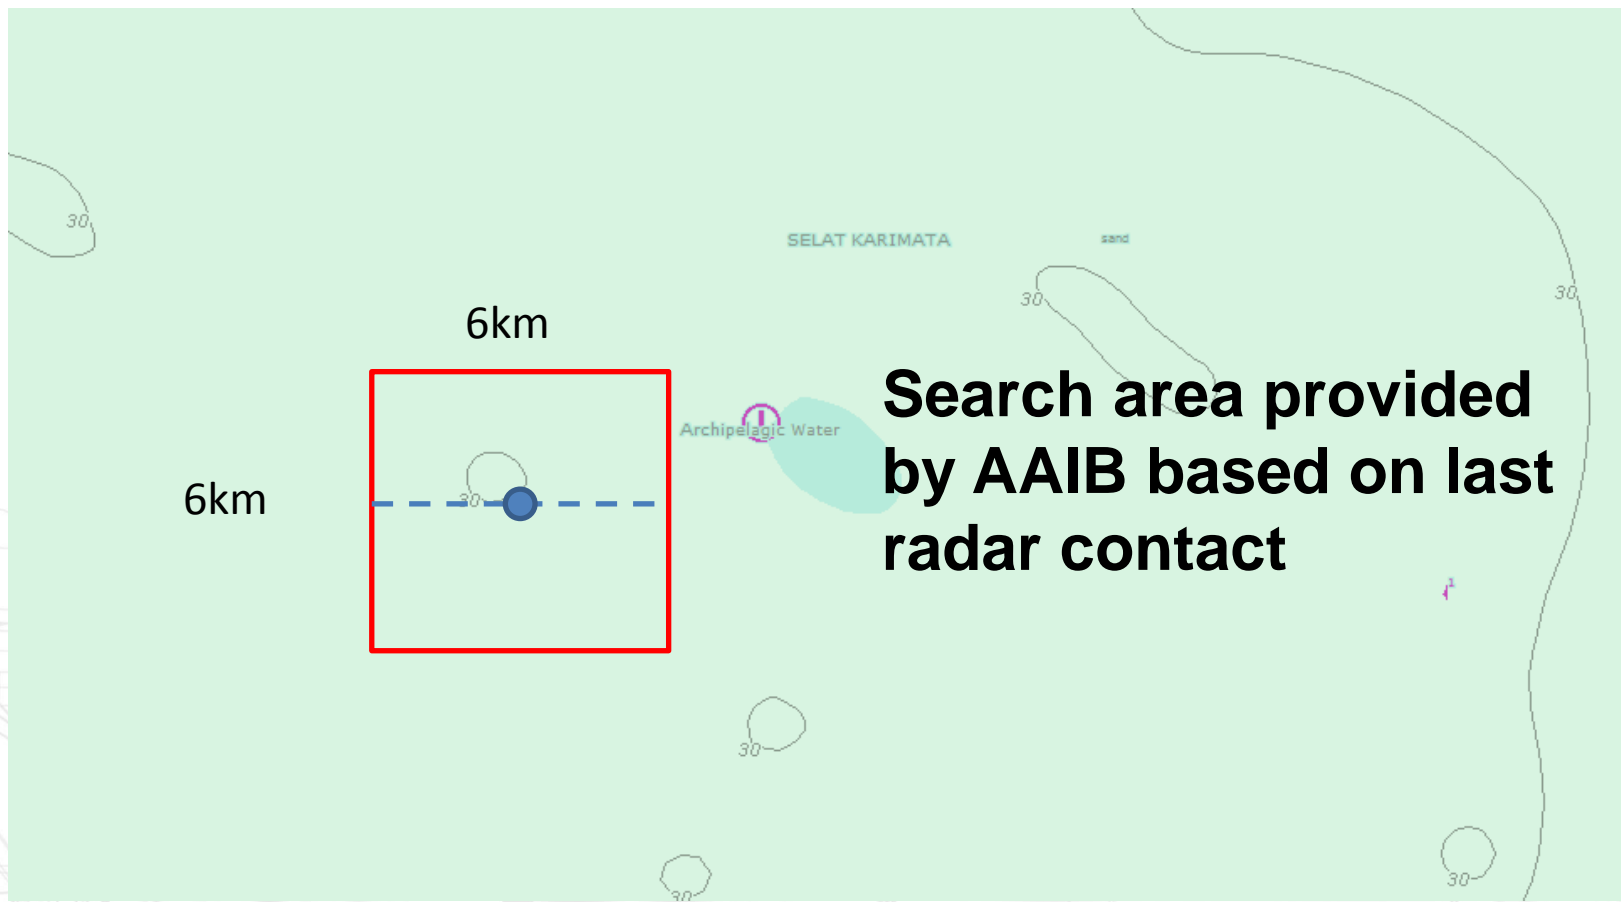 30
SELAT KARIMATA
sand
30
30
6km
Search area provided
by AAIB based on last
radar contact
Archipelagic Water
6km
30
1
30
30
30